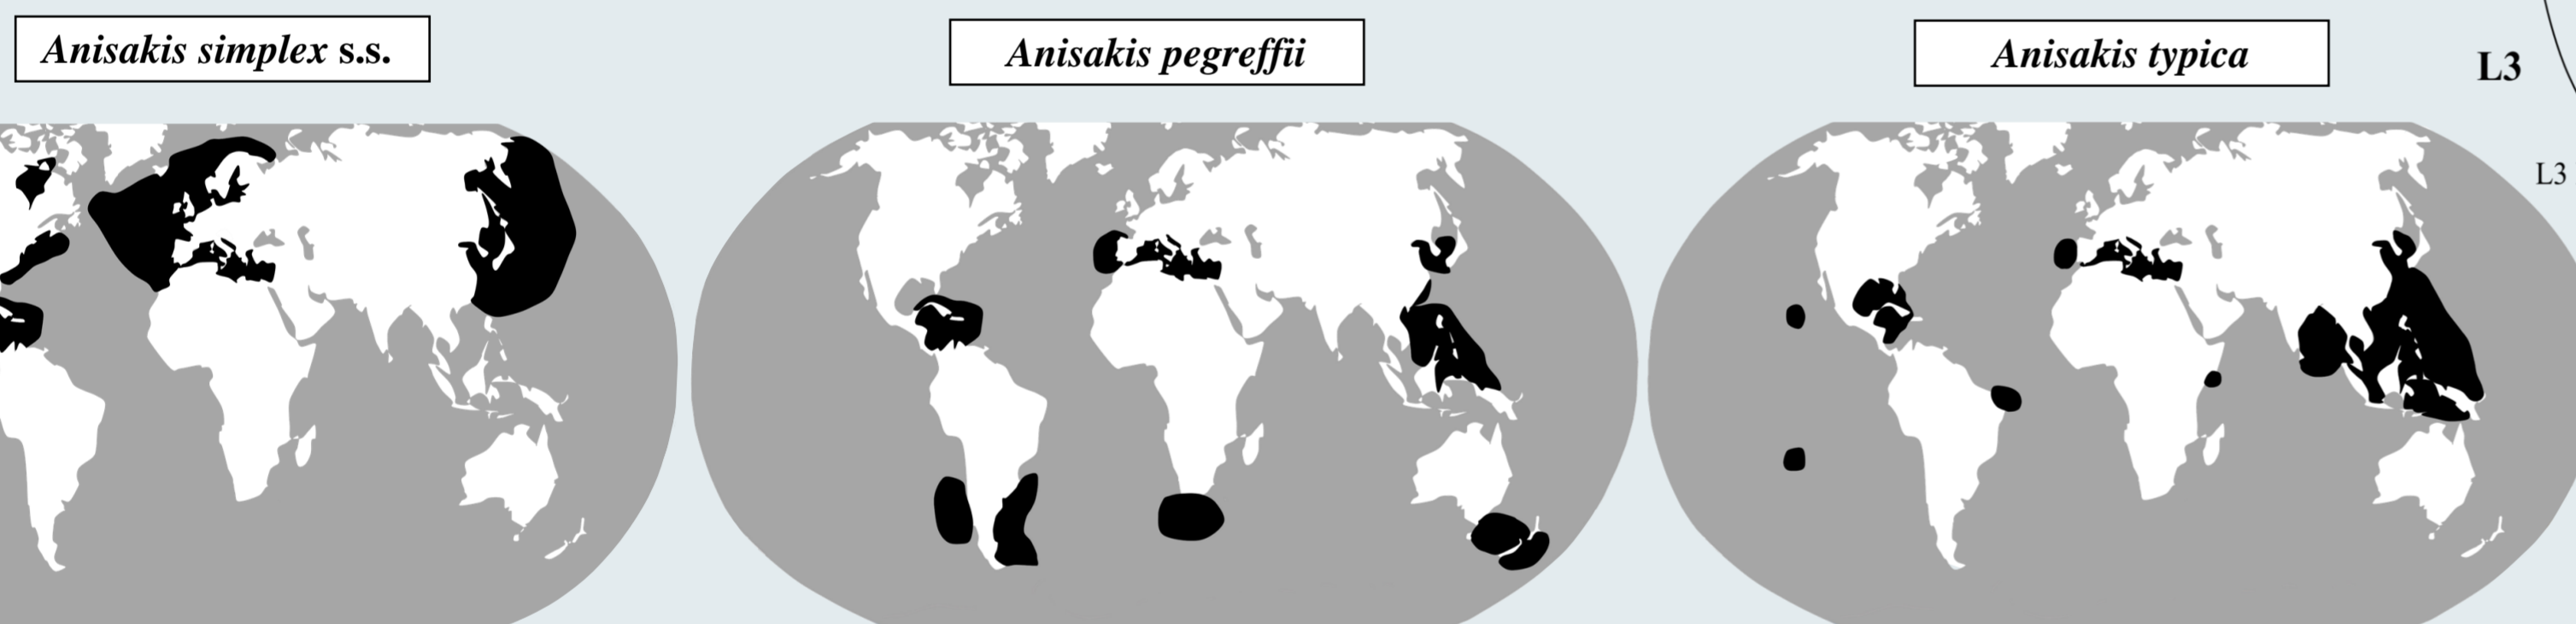 Anisakis simplex s.s.
Anisakis pegreffii
Anisakis typica
L3
L3